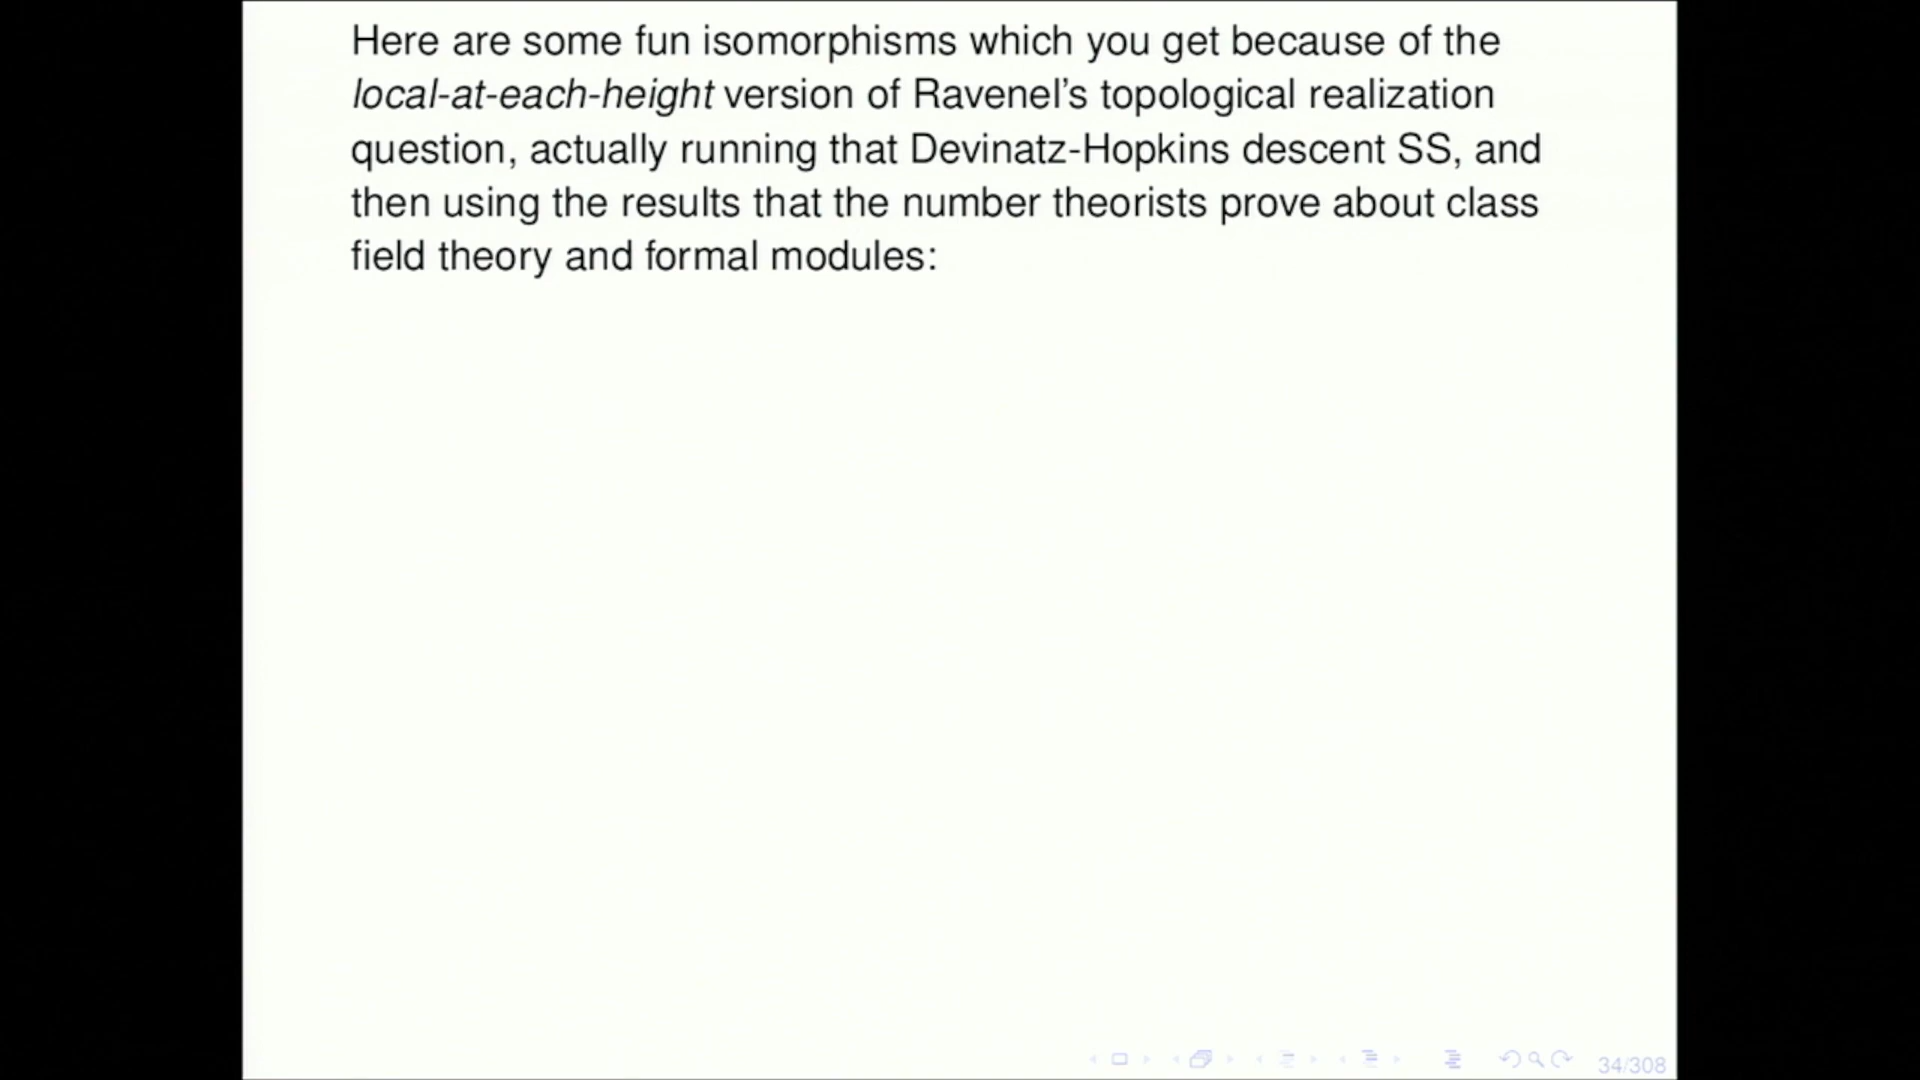 Here are some fun isomorphisms which you get because of the
local-at-each-height version of Ravenel's topological realization
question, actually running that Devinatz-Hopkins descent SS, and
then using the results that the number theorists prove about class
field theory and formal modules:
34/308